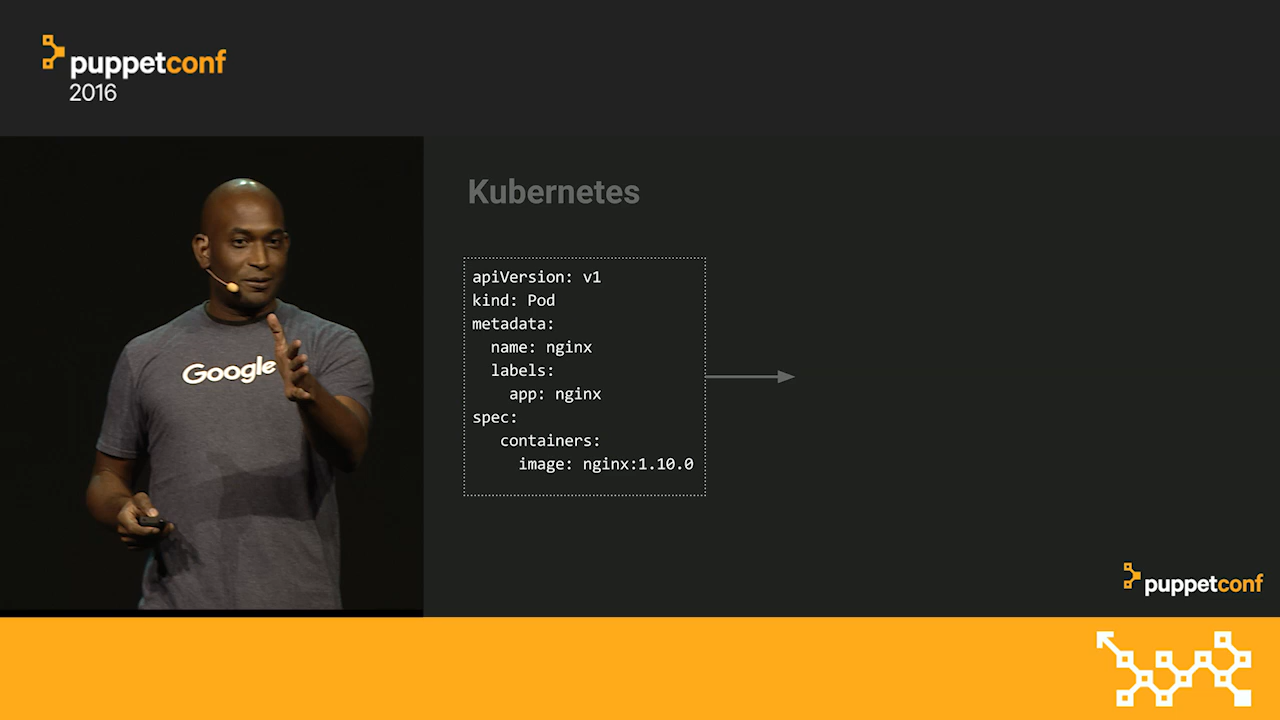 puppetconf
2016
Google
Kubernetes
apiVersion: v1
kind: Pod
metadata:
  name: nginx
  labels:
    app: nginx
spec:
   containers:
     image: nginx:1.10.0
puppetconf